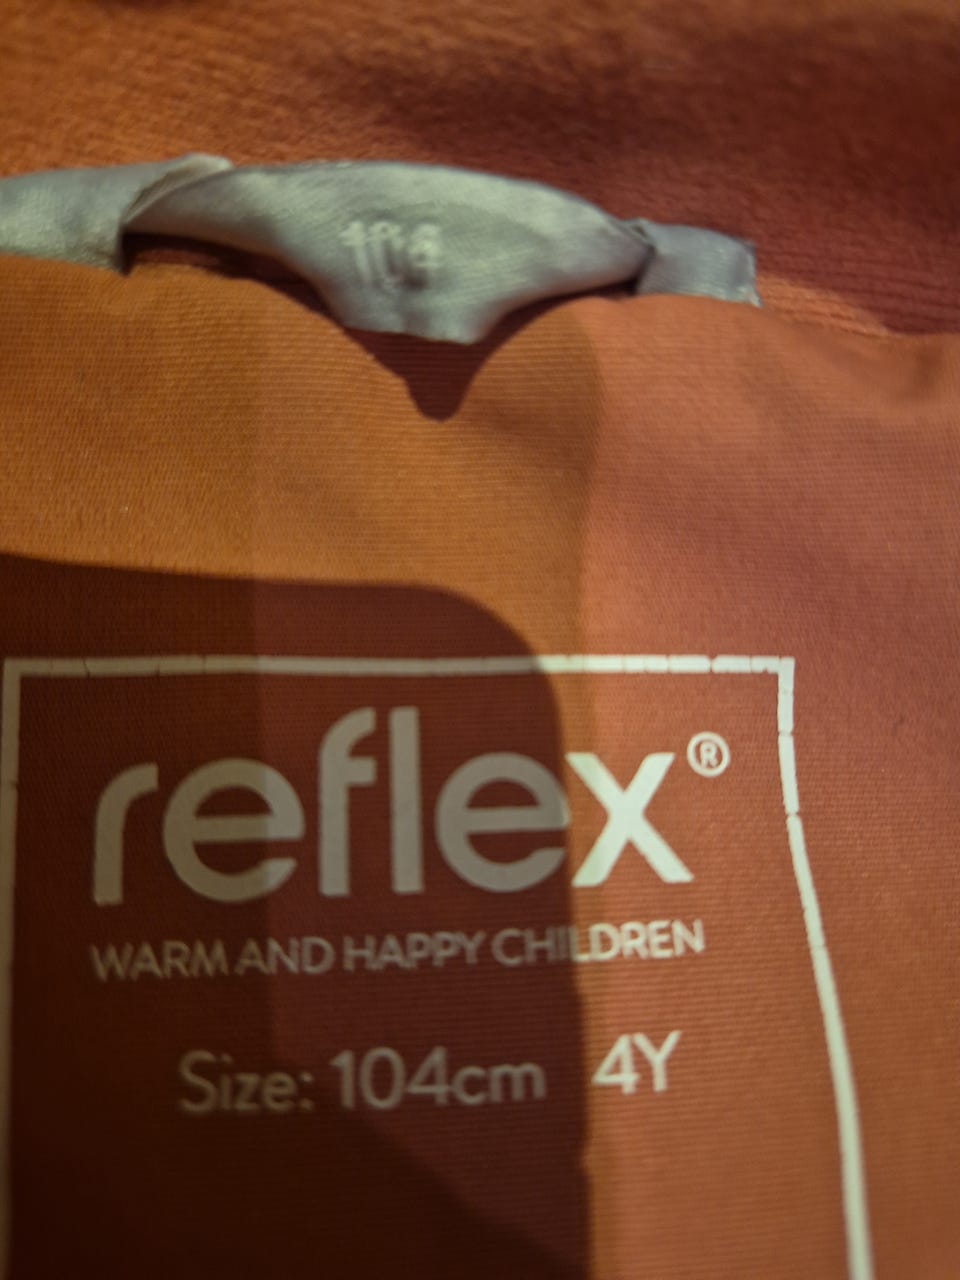 reflex®
WARM AND HAPPY CHILDREN
Size: 104cm 4Y